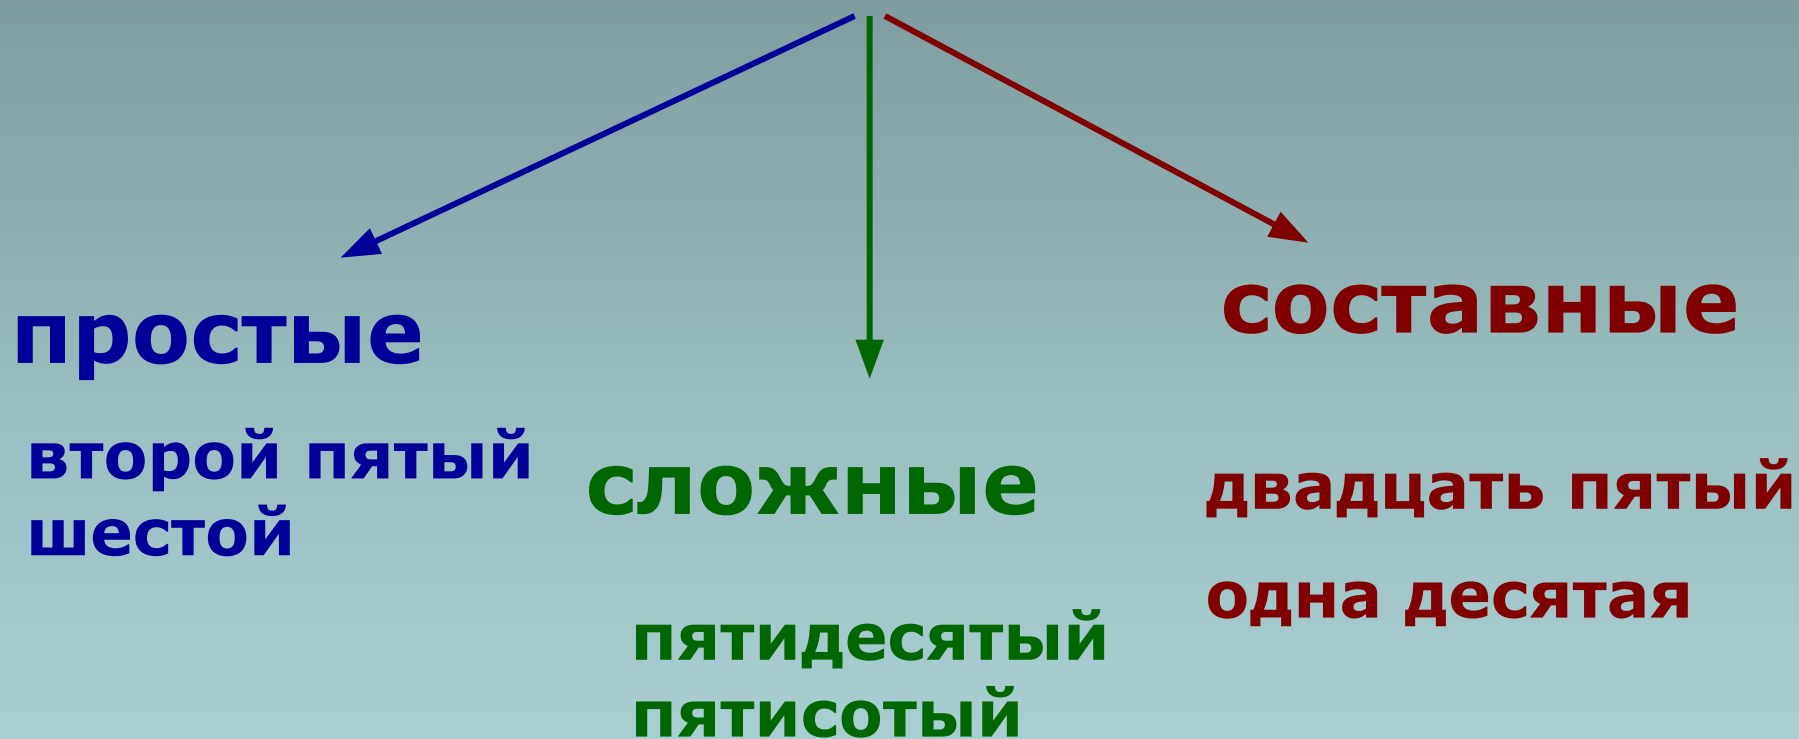 простые
второй пятый
шестой
сложные
пятидесятый
пятисотый
составные
двадцать пятый
одна десятая